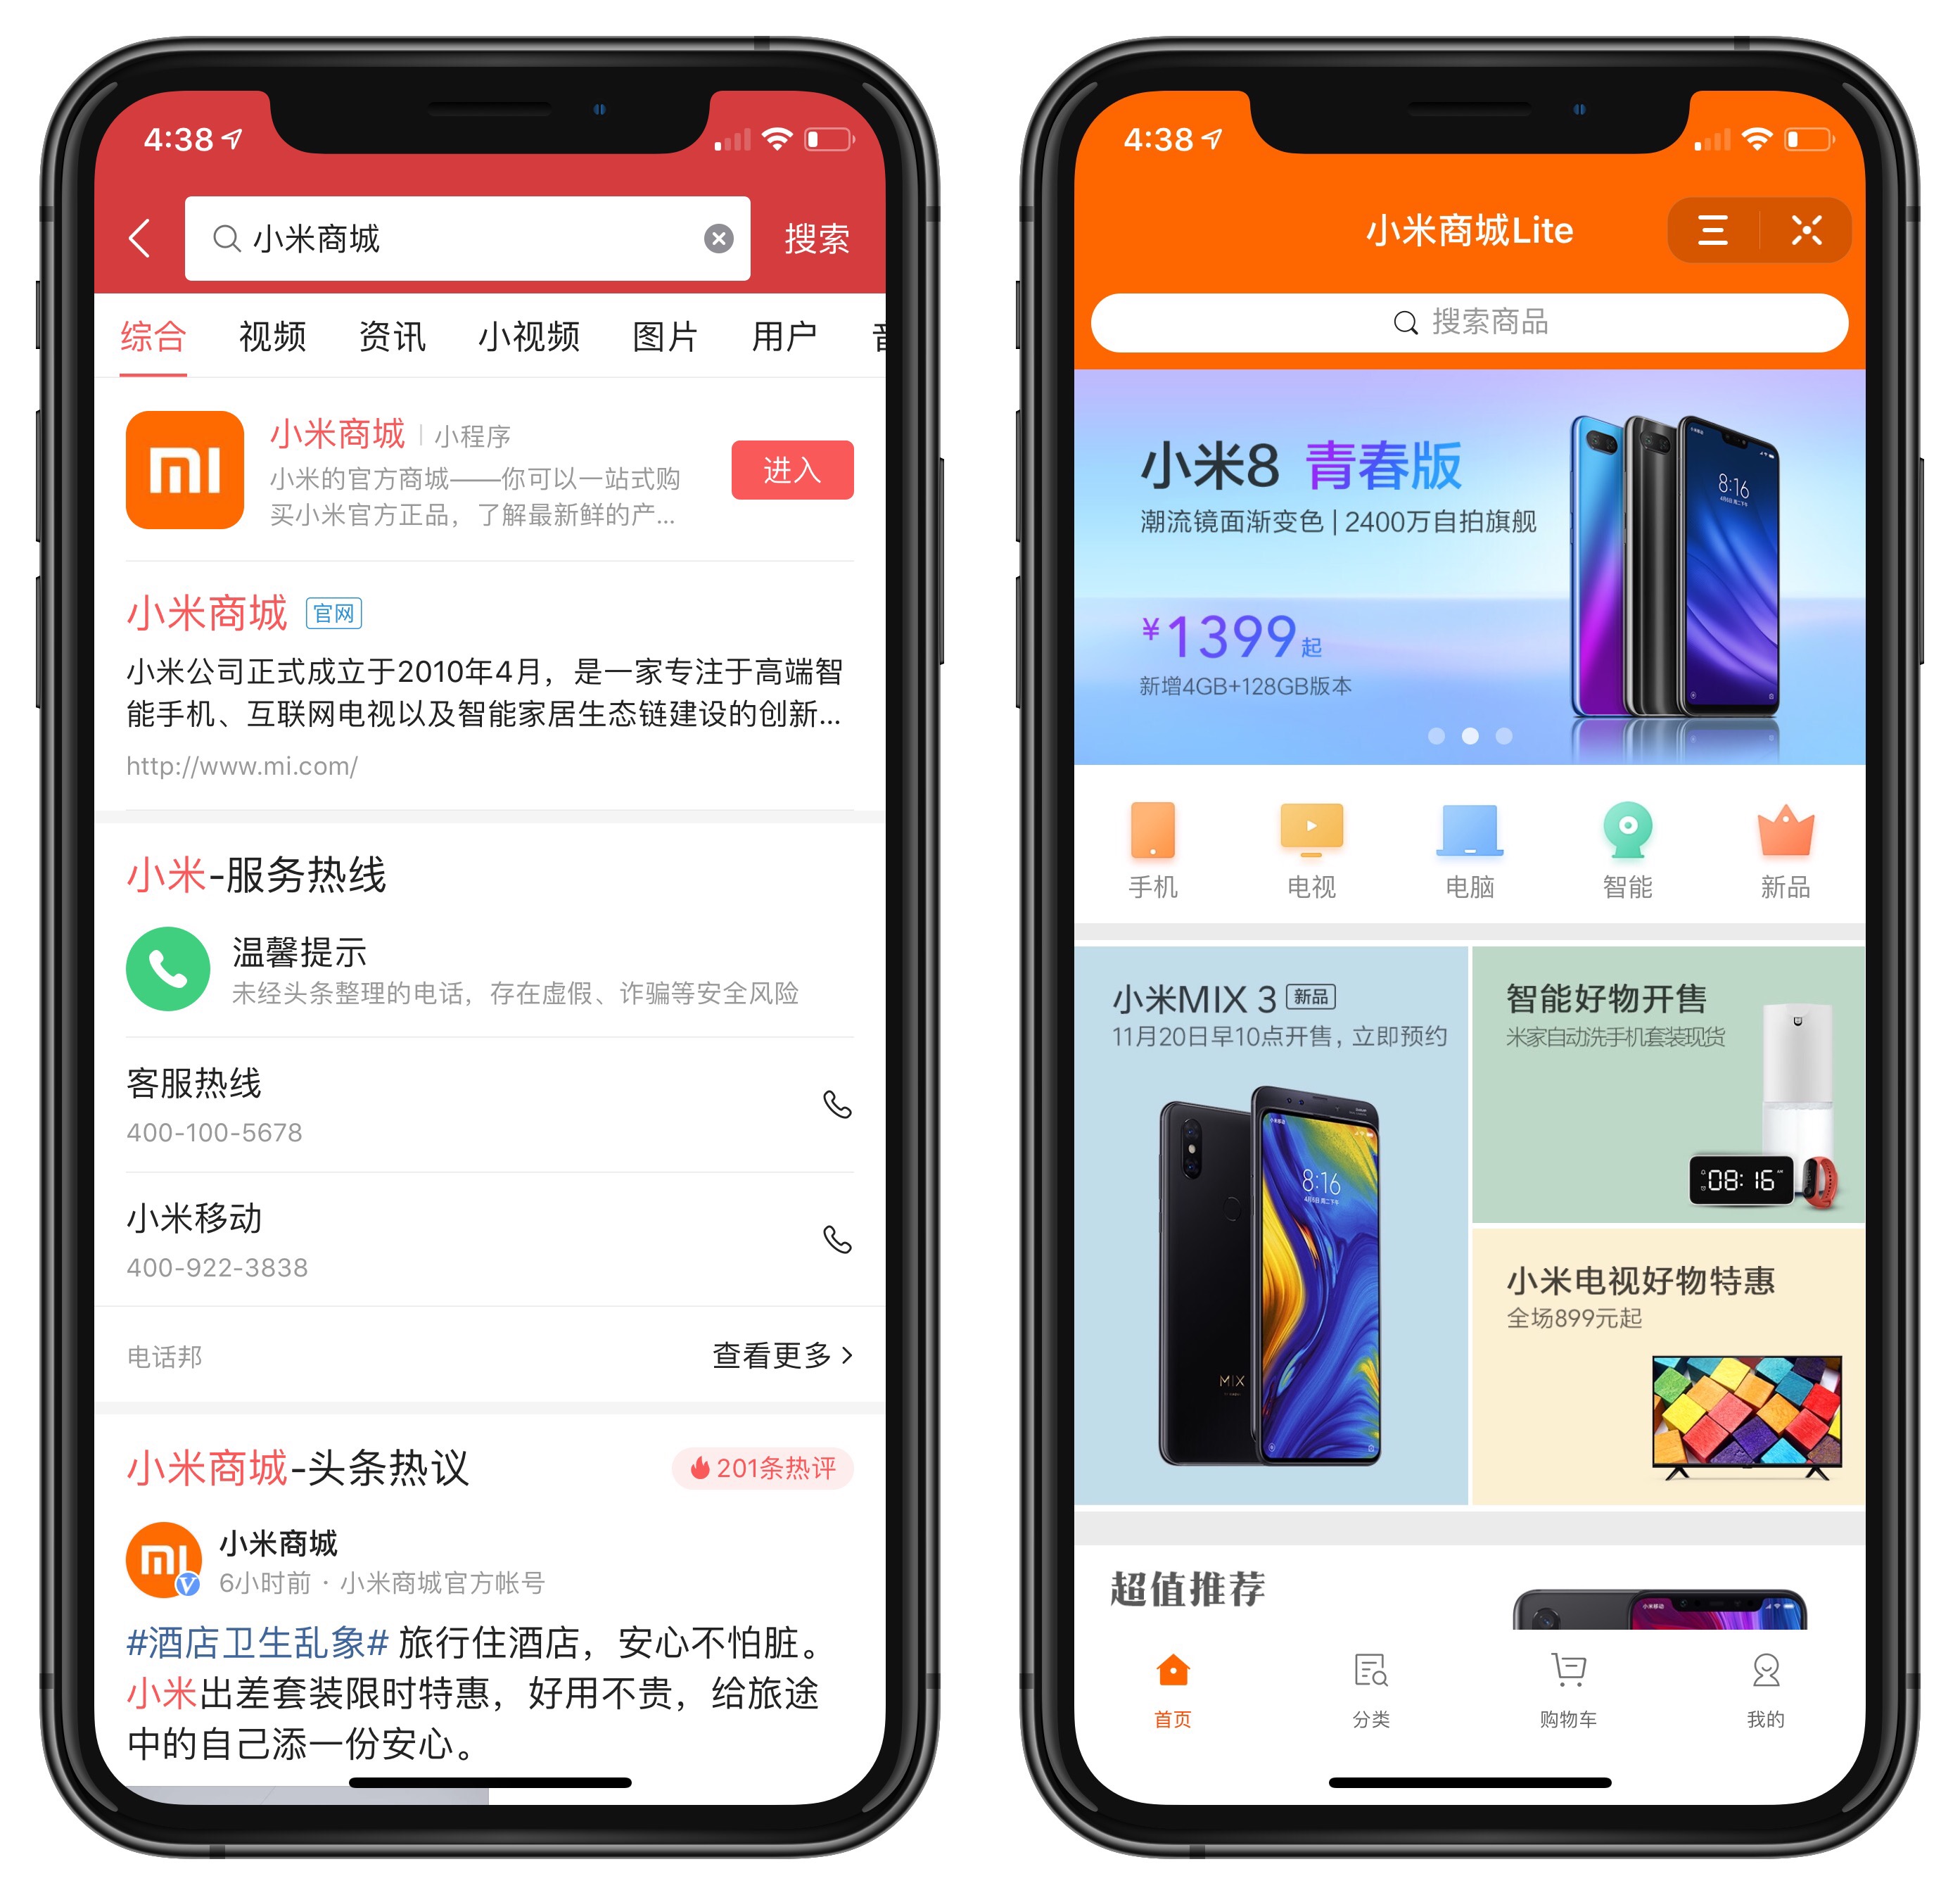 4:38
小米商城
搜索
综合 视频 资讯 小视频 图片 用户
小米商城 | 小程序
小米的官方商城——你可以一站式购
买小米官方正品，了解最新鲜的产...
进入
小米商城 官网
小米公司正式成立于2010年4月，是一家专注于高端智
能手机、互联网电视以及智能家居生态链建设的创新...
http://www.mi.com/
小米-服务热线
温馨提示
未经头条整理的电话，存在虚假、诈骗等安全风险
客服热线
400-100-5678
小米移动
400-922-3838
电话邦
查看更多
小米商城-头条热议
201条热评
小米商城
6小时前 · 小米商城官方帐号
#酒店卫生乱象# 旅行住酒店，安心不怕脏。
小米出差套装限时特惠，好用不贵，给旅途
中的自己添一份安心。
4:38
小米商城Lite
搜索商品
小米8 青春版
潮流镜面渐变色 | 2400万自拍旗舰
¥1399起
新增4GB+128GB版本
8:16
手机 电视 电脑 智能 新品
小米MIX 3 新品
11月20日早10点开售，立即预约
8:16
MIX
智能好物开售
米家自动洗手机套装现货
08:16
小米电视好物特惠
全场899元起
超值推荐
首页 分类 购物车 我的